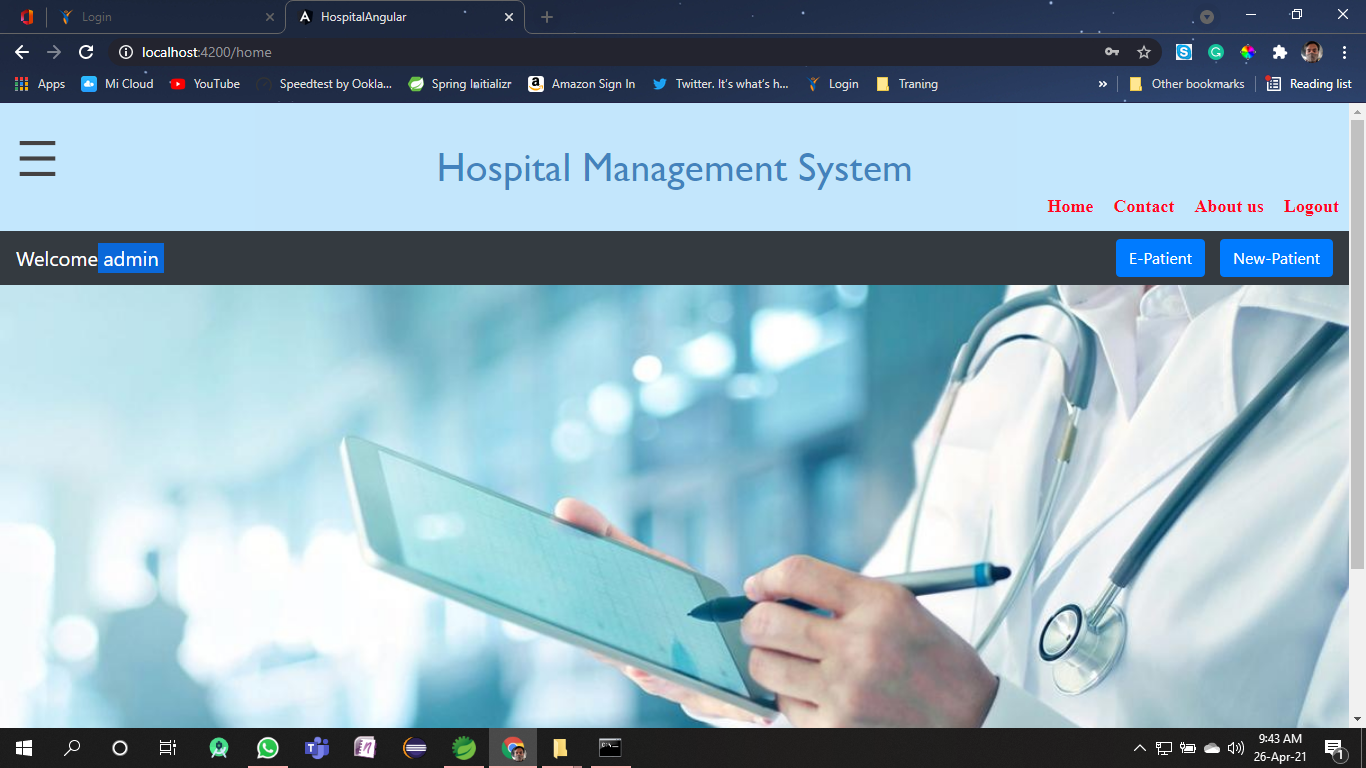 Login
HospitalAngular
localhost:4200/home
Apps
Mi Cloud
YouTube
Speedtest by Ookla...
Spring Initializr
Amazon Sign In
Twitter. It's what's h...
Login
Traning
»
Other bookmarks
Reading list
Hospital Management System
Home Contact About us Logout
Welcome admin
E-Patient
New-Patient
9:43 AM
26-Apr-21
1